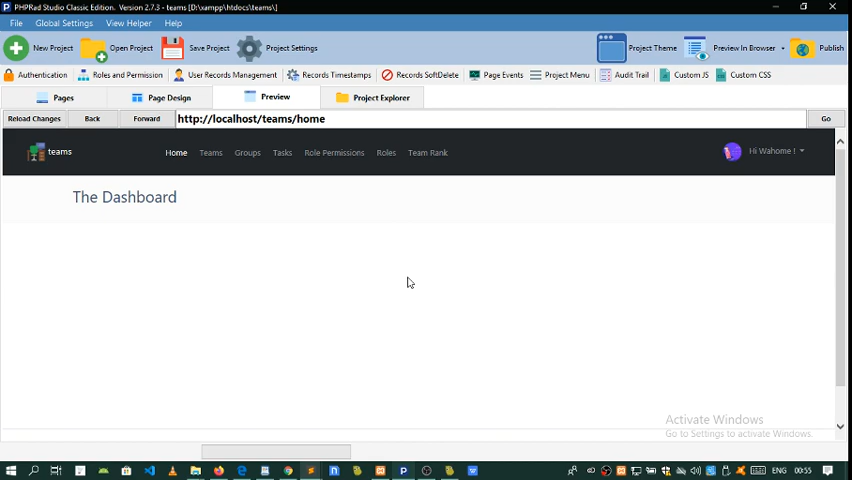 PHPRad Studio Classic Edition. Version 2.7.3 - teams [D:\xampp\htdocs\teams\]
File Global Settings View Helper Help
New Project Open Project Save Project Project Settings Project Theme Preview In Browser Publish
Authentication Roles and Permission User Records Management Records Timestamps Records SoftDelete Page Events Project Menu Audit Trail Custom JS Custom CSS
Pages Page Design Preview Project Explorer
Reload Changes Back Forward http://localhost/teams/home Go
teams Home Teams Groups Tasks Role Permissions Roles Team Rank Hi Wahome !
The Dashboard
Activate Windows
Go to Settings to activate Windows.
ENG 00:55